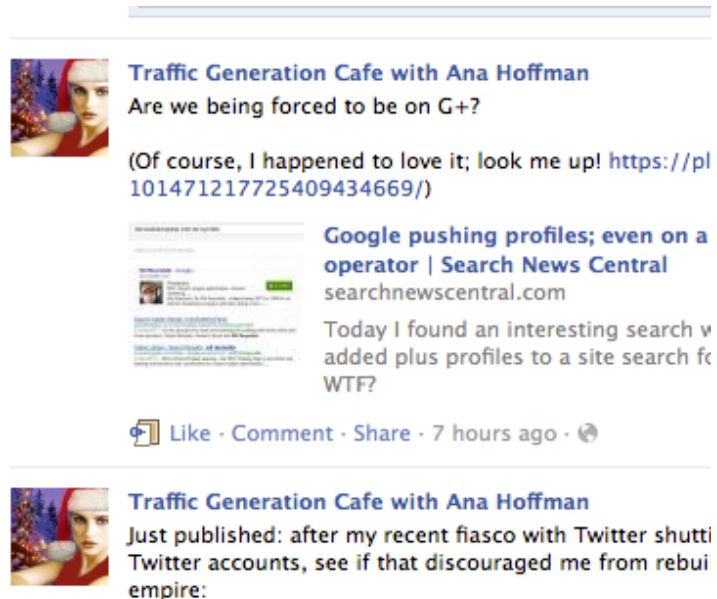 Traffic Generation Cafe with Ana Hoffman
Are we being forced to be on G+?
(Of course, I happened to love it; look me up! https://pl
101471217725409434669/)
Google pushing profiles; even on a
operator | Search News Central
searchnewscentral.com
Today I found an interesting search w
added plus profiles to a site search fo
WTF?
Like · Comment · Share · 7 hours ago ·
Traffic Generation Cafe with Ana Hoffman
Just published: after my recent fiasco with Twitter shutti
Twitter accounts, see if that discouraged me from rebui
empire: